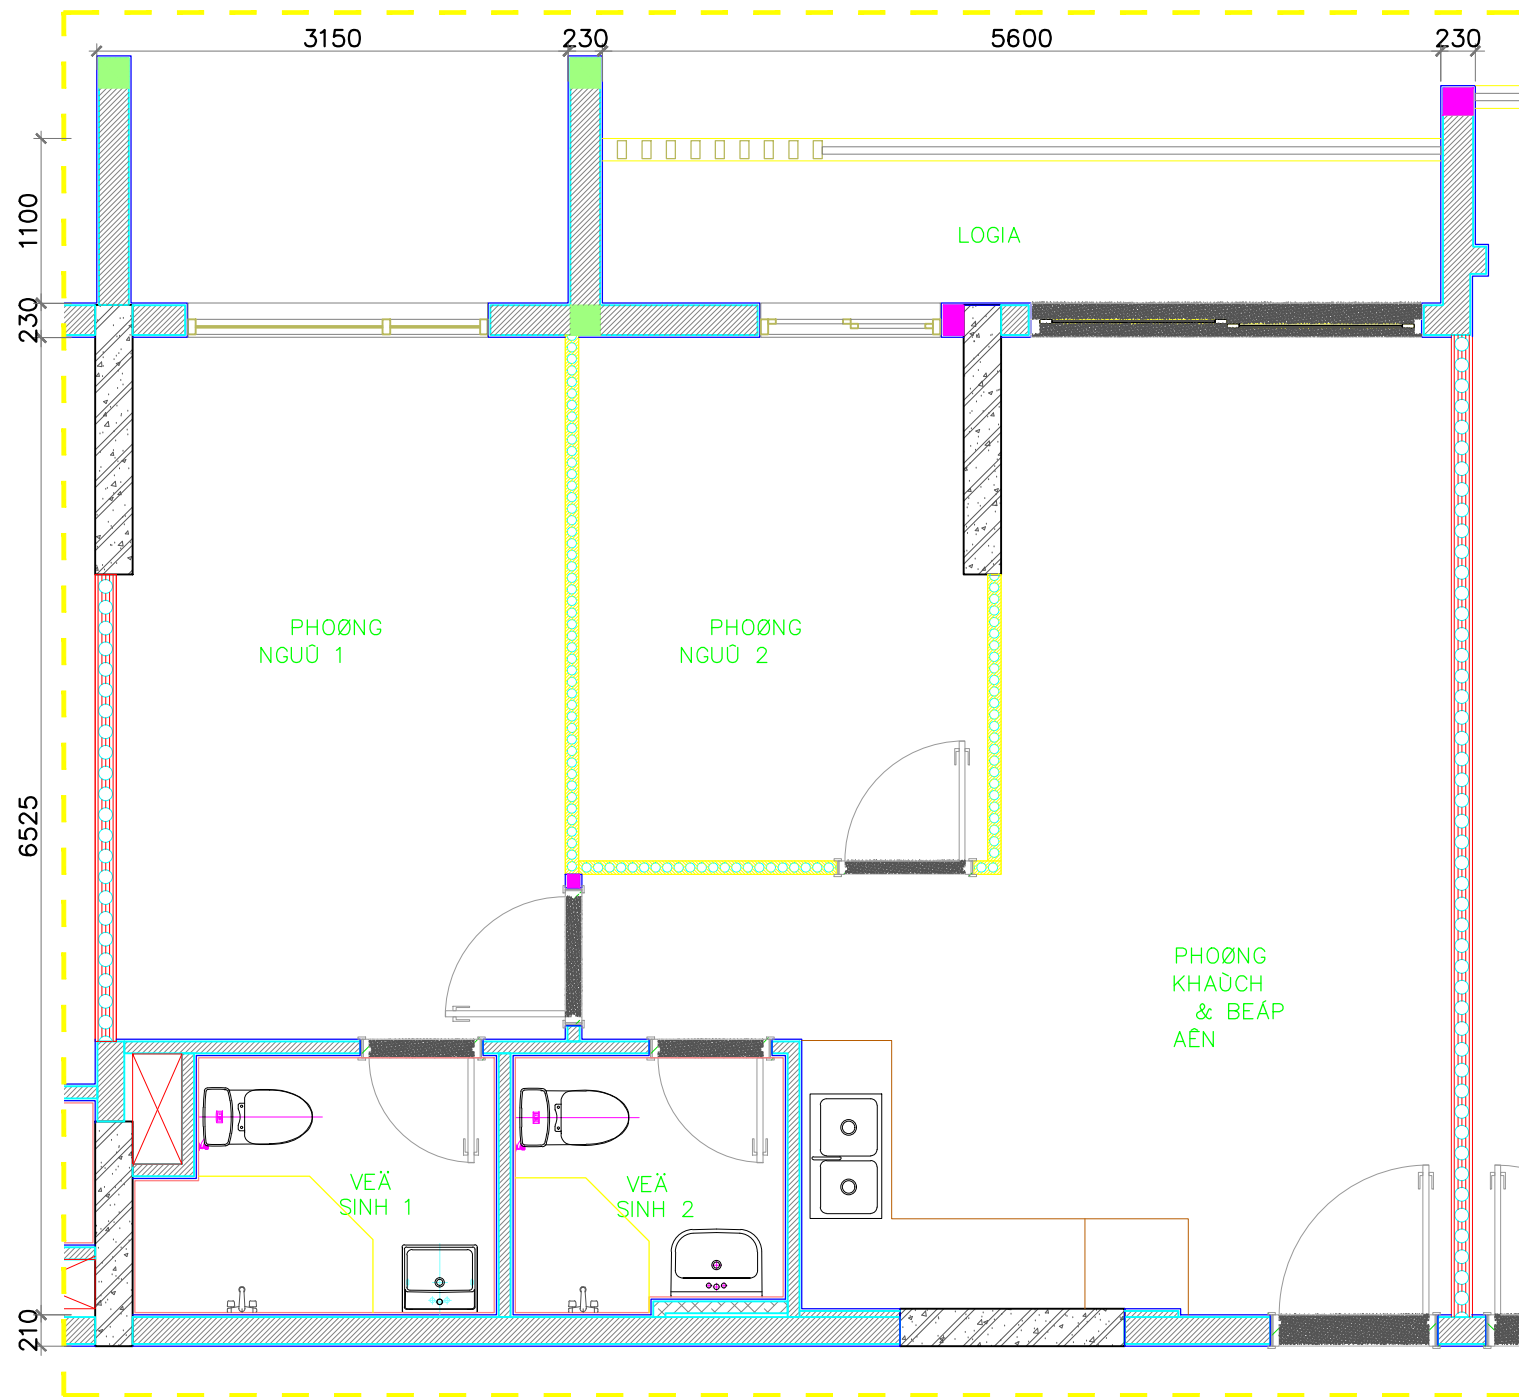 3150
230
5600
230
1100
LOGIA
230
PHOØNG
NGUÛ 1
PHOØNG
NGUÛ 2
6525
PHOØNG
KHAÙCH
& BEÁP
AÊN
VEÄ
SINH 1
VEÄ
SINH 2
210